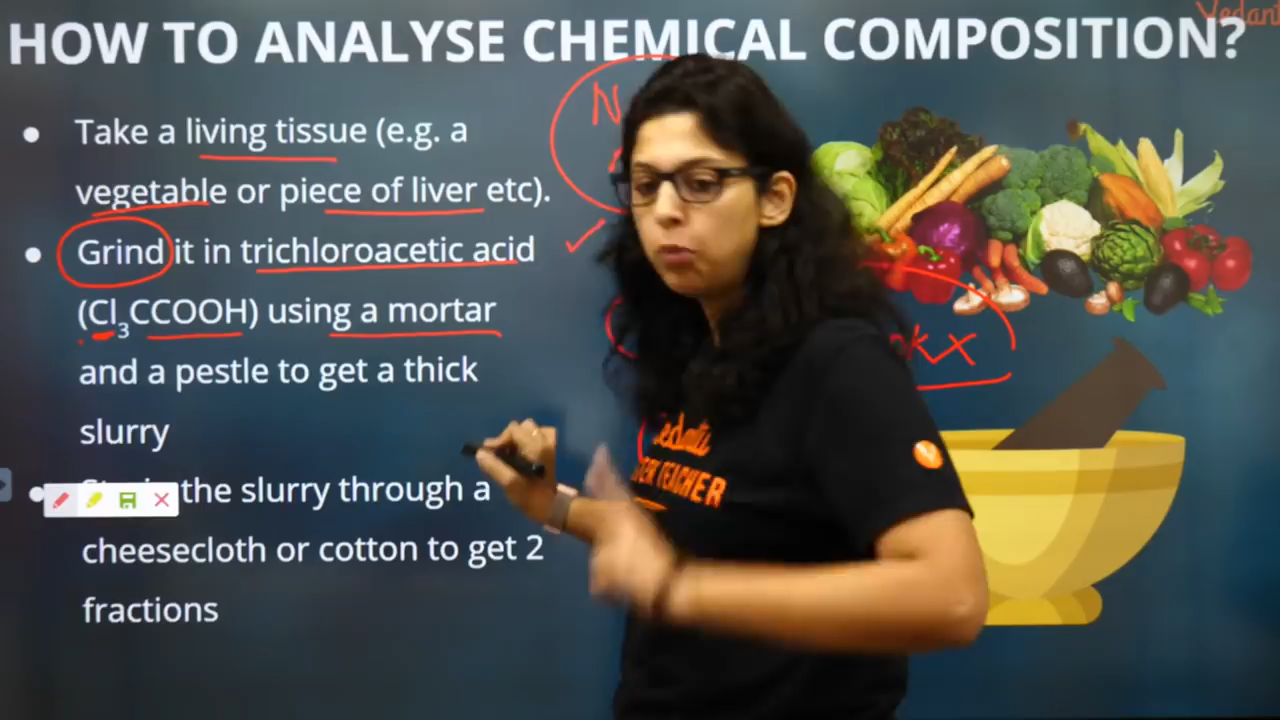 HOW TO ANALYSE CHEMICAL COMPOSITION?
Take a living tissue (e.g. a
vegetable or piece of liver etc).
Grind it in trichloroacetic acid
(Cl3CCOOH) using a mortar
and a pestle to get a thick
slurry
the slurry through a
cheesecloth or cotton to get 2
fractions
N
TEACHER